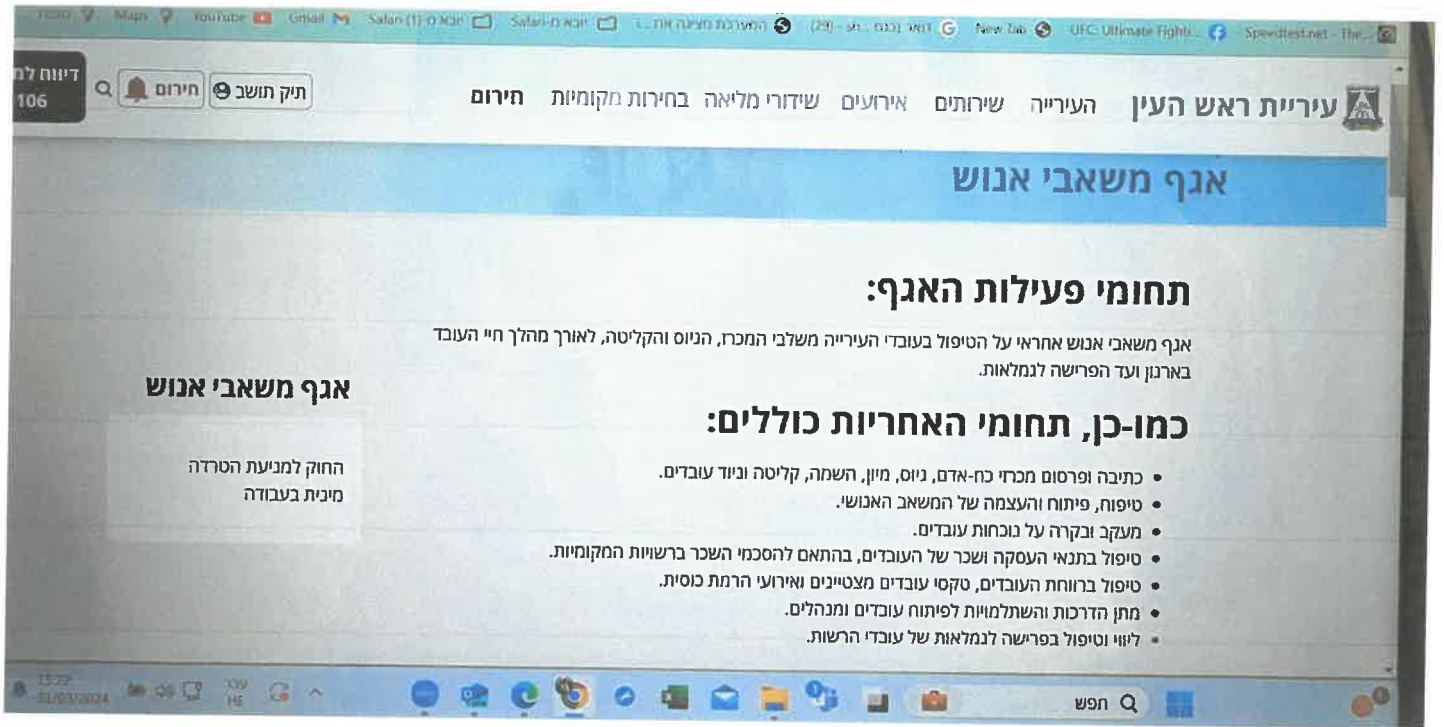 Speedtest.net - The...
UFC: Ultimate Fighti...
New Tab
YouTube
Gmail
Maps
עיריית ראש העין
העירייה
שירותים
אירועים
שידורי מליאה
בחירות מקומיות
חירום
תיק תושב
חירום
דיווח
106
אגף משאבי אנוש
תחומי פעילות האגף:
אגף משאבי אנוש אחראי על הטיפול בעובדי העירייה משלבי המכרז, הגיוס והקליטה, לאורך מהלך חיי העובד
בארגון ועד הפרישה לגמלאות.
כמו-כן, תחומי האחריות כוללים:
• כתיבה ופרסום מכרזי כח-אדם, גיוס, מיון, השמה, קליטה וניוד עובדים.
• טיפוח, פיתוח והעצמה של המשאב האנושי.
• מעקב ובקרה על נוכחות עובדים.
• טיפול בתנאי העסקה ושכר של העובדים, בהתאם להסכמי השכר ברשויות המקומיות.
• טיפול ברווחת העובדים, טקסי עובדים מצטיינים ואירועי הרמת כוסית.
• מתן הדרכות והשתלמויות לפיתוח עובדים ומנהלים.
• ליווי וטיפול בפרישה לגמלאות של עובדי הרשות.
אגף משאבי אנוש
החוק למניעת הטרדה
מינית בעבודה
חפש
עבר
HE